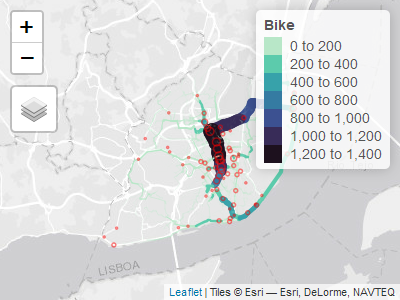 +
−
Bike
0 to 200
200 to 400
400 to 600
600 to 800
800 to 1,000
1,000 to 1,200
1,200 to 1,400
LISBOA
Leaflet | Tiles © Esri — Esri, DeLorme, NAVTEQ